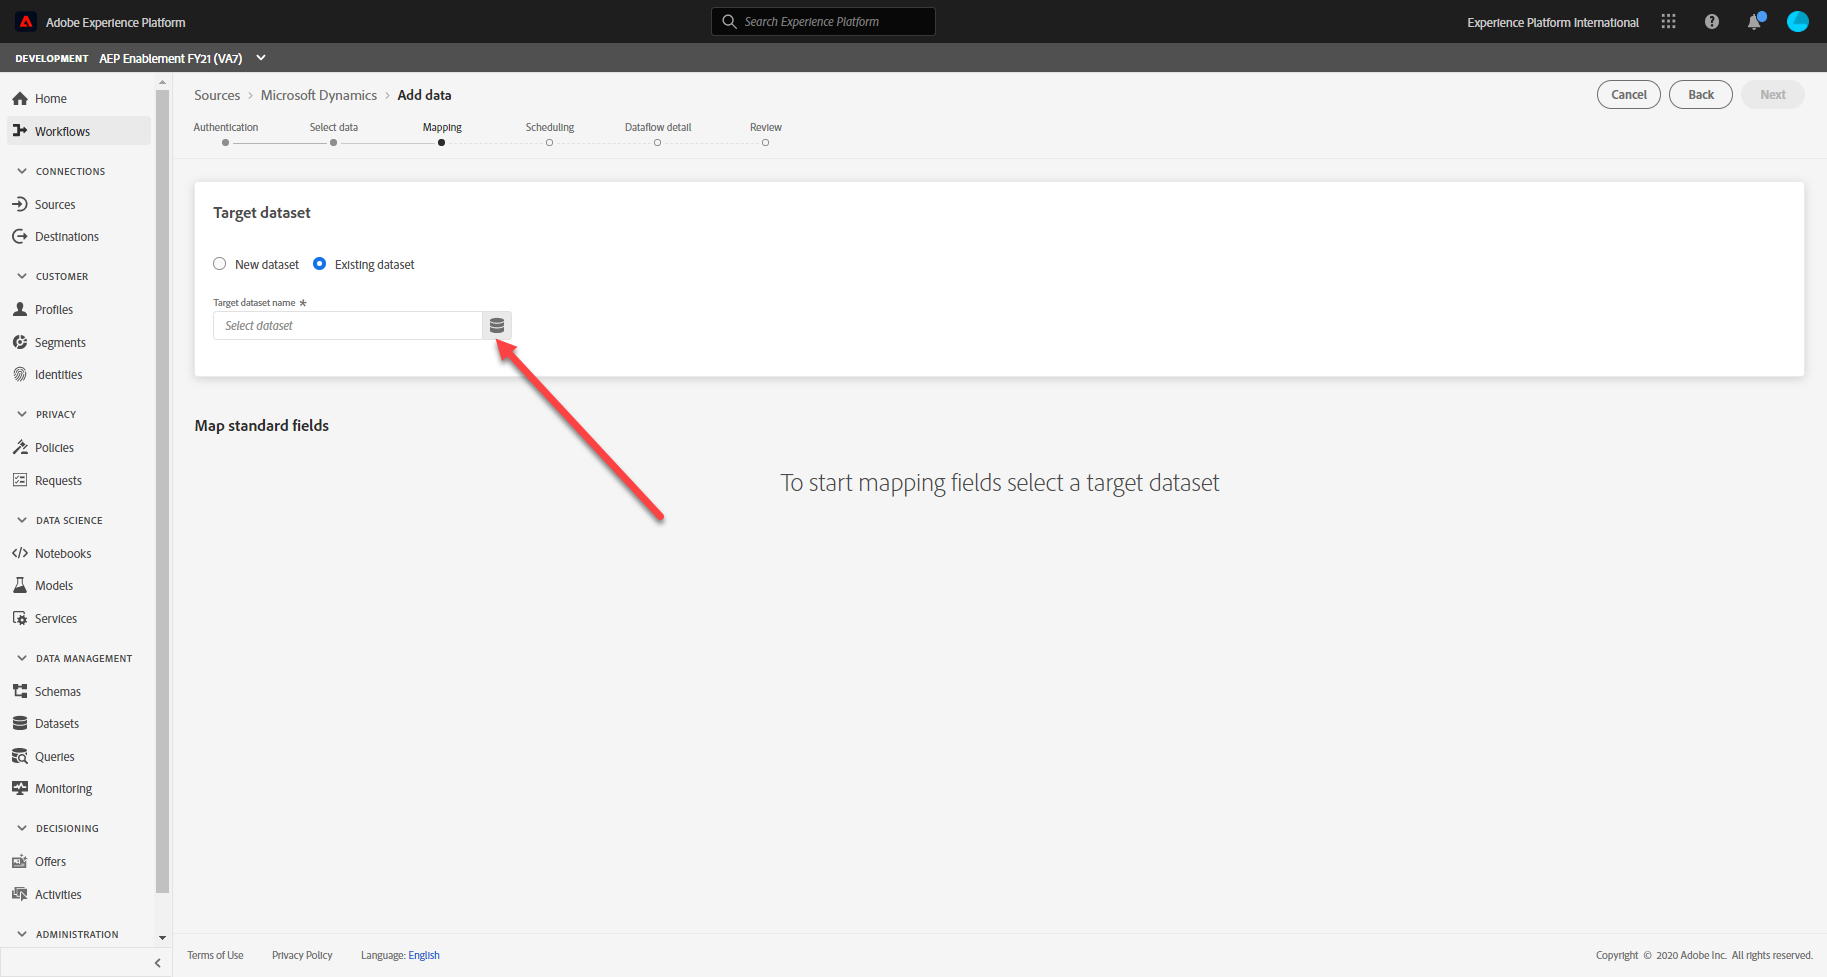 Adobe Experience Platform
Search Experience Platform
Experience Platform International
DEVELOPMENT AEP Enablement FY21 (VA7)
Home
Workflows
CONNECTIONS
Sources
Destinations
CUSTOMER
Profiles
Segments
Identities
PRIVACY
Policies
Requests
DATA SCIENCE
Notebooks
Models
Services
DATA MANAGEMENT
Schemas
Datasets
Queries
Monitoring
DECISIONING
Offers
Activities
ADMINISTRATION
Sources > Microsoft Dynamics > Add data
Cancel Back Next
Authentication Select data Mapping Scheduling Dataflow detail Review
Target dataset
New dataset Existing dataset
Target dataset name *
Select dataset
Map standard fields
To start mapping fields select a target dataset
Terms of Use Privacy Policy Language: English Copyright © 2020 Adobe Inc. All rights reserved.